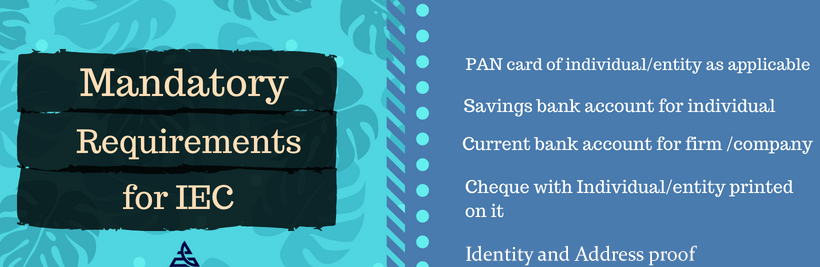 Mandatory
Requirements
for IEC
PAN card of individual/entity as applicable
Savings bank account for individual
Current bank account for firm /company
Cheque with Individual/entity printed
on it
Identity and Address proof